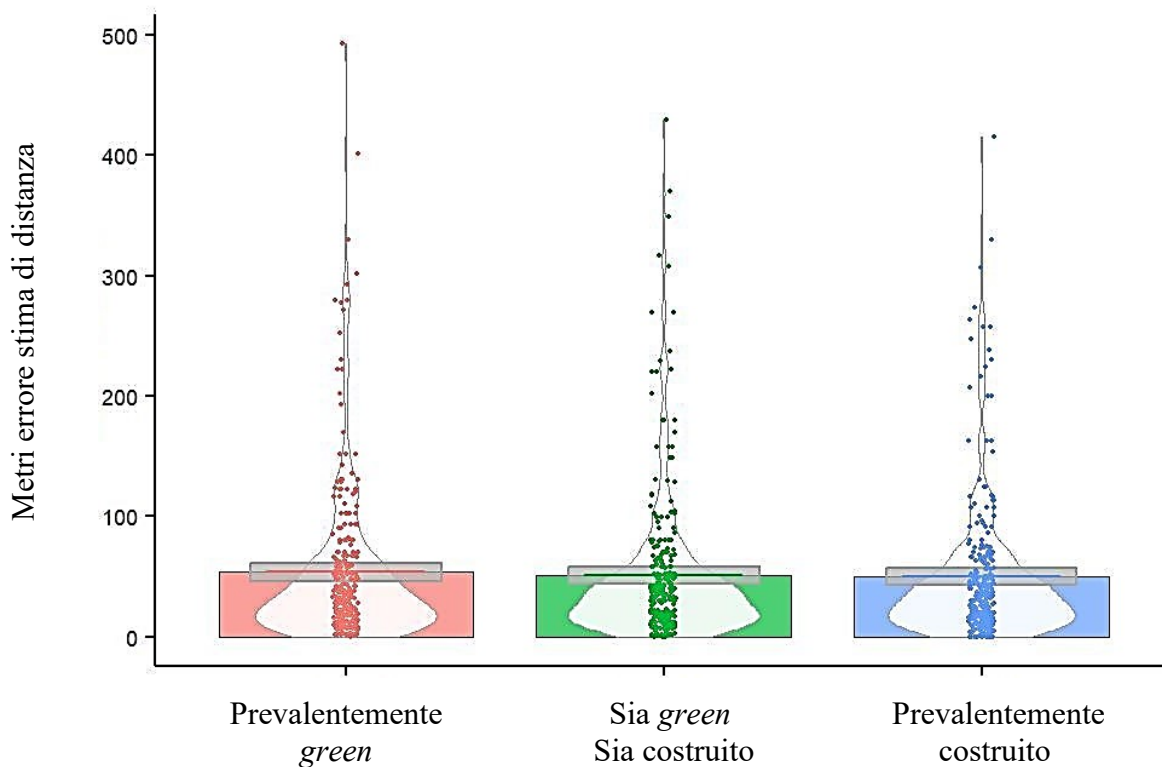 Metri errore stima di distanza
500
400
300
200
100
0
Prevalentemente
green
Sia green
Sia costruito
Prevalentemente
costruito